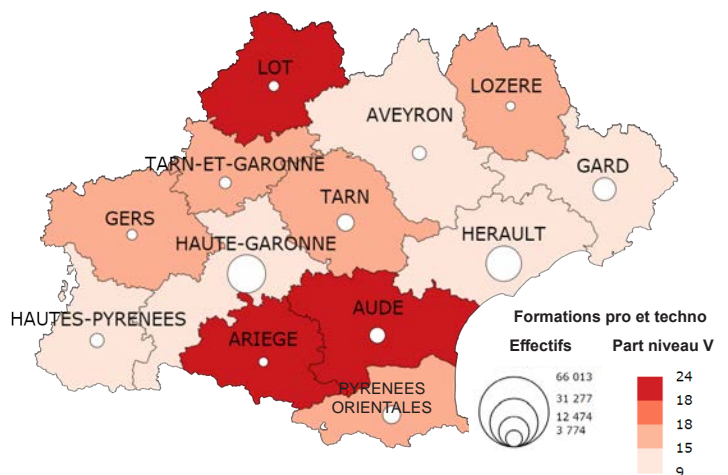 LOT
LOZERE
AVEYRON
TARN-ET-GARONNE
GARD
TARN
GERS
HAUTE-GARONNE
HERAULT
HAUTES-PYRENEES
AUDE
ARIEGE
PYRENEES
ORIENTALES
Formations pro et techno
Effectifs
Part niveau V
66 013
31 277
12 474
3 774
24
18
18
15
9